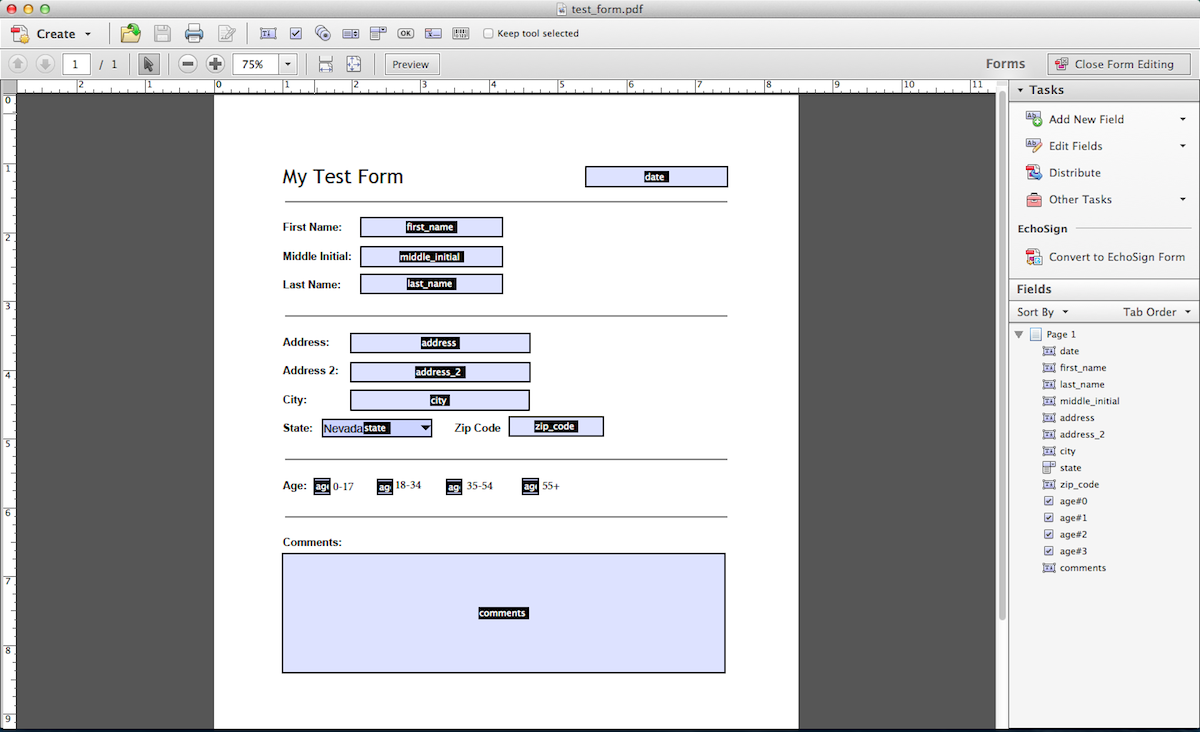 test_form.pdf
Create
OK
Keep tool selected
1 / 1
75%
Preview
Forms
Close Form Editing
2 1 0 1 2 3 4 5 6 7 8 9 10 11
0
1
2
3
4
5
6
7
8
9
My Test Form
date
First Name: first_name
Middle Initial: middle_initial
Last Name: last_name
Address: address
Address 2: address_2
City: city
State: Nevada state Zip Code zip_code
Age: age 0-17 ag 18-34 ag 35-54 age 55+
Comments:
comments
Tasks
Add New Field
Edit Fields
Distribute
Other Tasks
EchoSign
Convert to EchoSign Form
Fields
Sort By Tab Order
Page 1
date
first_name
last_name
middle_initial
address
address_2
city
state
zip_code
age#0
age#1
age#2
age#3
comments